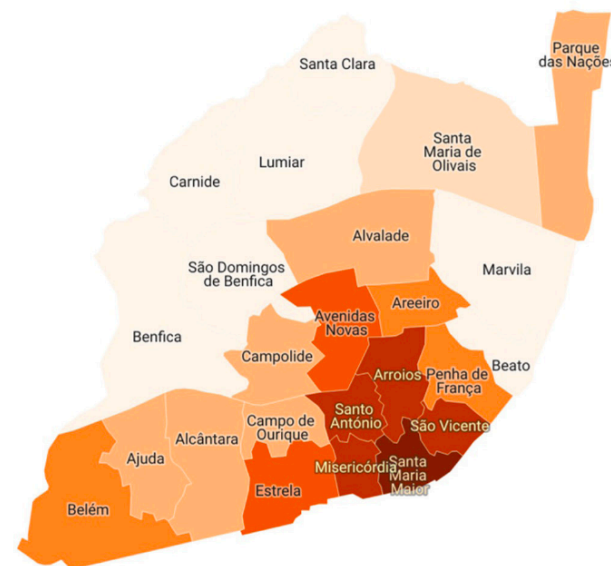 Parque
das Nações
Santa Clara
Santa
Maria de
Olivais
Lumiar
Carnide
Alvalade
São Domingos
de Benfica
Marvila
Areeiro
Avenidas
Novas
Benfica
Campolide
Beato
Arroios
Penha de
França
Santo
António
São Vicente
Campo de
Ourique
Alcântara
Ajuda
Misericórdia
Santa
Maria
Maior
Estrela
Belém